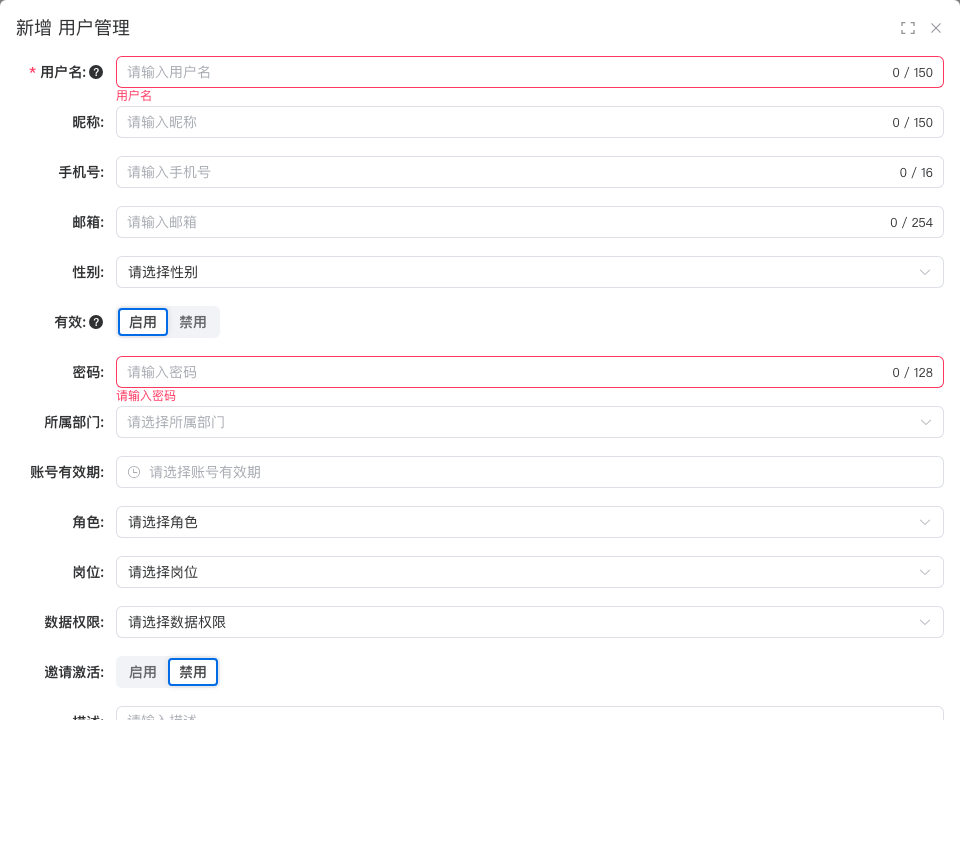 新增 用户管理
* 用户名: ? 请输入用户名 0 / 150
用户名
昵称: 请输入昵称 0 / 150
手机号: 请输入手机号 0 / 16
邮箱: 请输入邮箱 0 / 254
性别: 请选择性别
有效: ? 启用 禁用
密码: 请输入密码 0 / 128
请输入密码
所属部门: 请选择所属部门
账号有效期: 请选择账号有效期
角色: 请选择角色
岗位: 请选择岗位
数据权限: 请选择数据权限
邀请激活: 启用 禁用
描述: 请输入描述